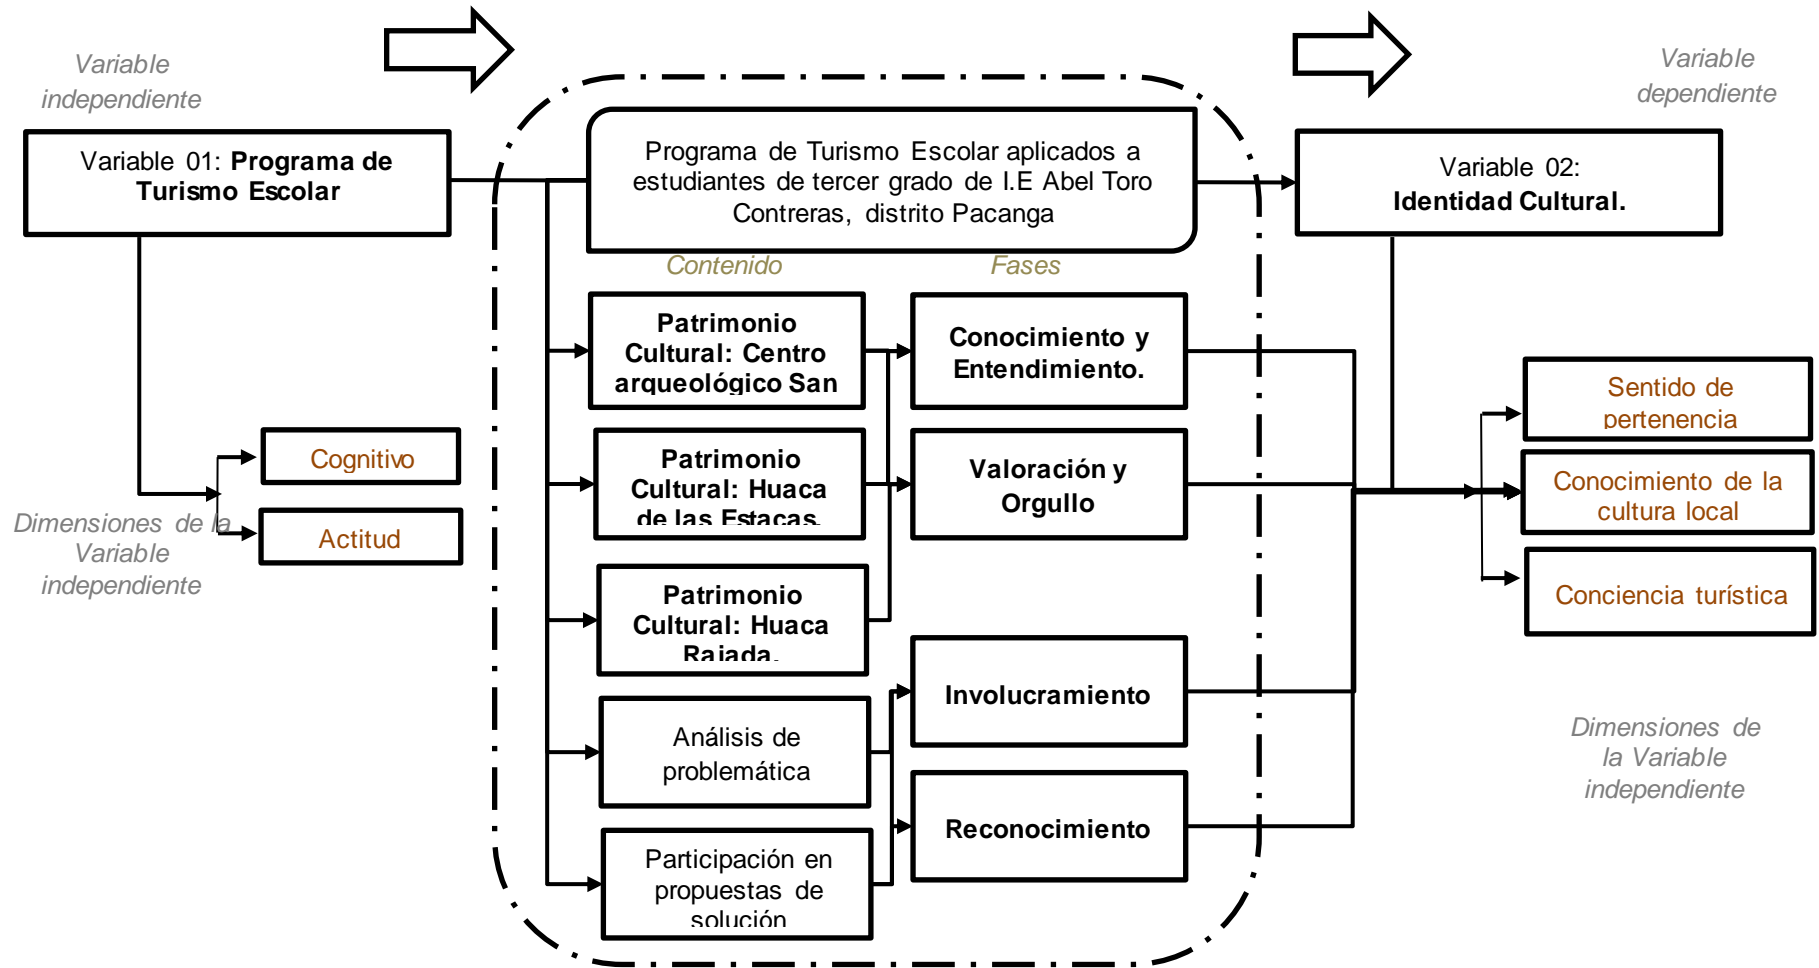 Variable
independiente
Variable
dependiente
Variable 01: Programa de
Turismo Escolar
Programa de Turismo Escolar aplicados a
estudiantes de tercer grado de I.E Abel Toro
Contreras, distrito Pacanga
Variable 02:
Identidad Cultural.
Contenido
Fases
Patrimonio
Cultural: Centro
arqueológico San
Conocimiento y
Entendimiento.
Patrimonio
Cultural: Huaca
de las Estacas.
Valoración y
Orgullo
Patrimonio
Cultural: Huaca
Rajada.
Involucramiento
Análisis de
problemática
Reconocimiento
Participación en
propuestas de
solución
Cognitivo
Actitud
Dimensiones de la
Variable
independiente
Sentido de
pertenencia
Conocimiento de la
cultura local
Conciencia turística
Dimensiones de
la Variable
independiente